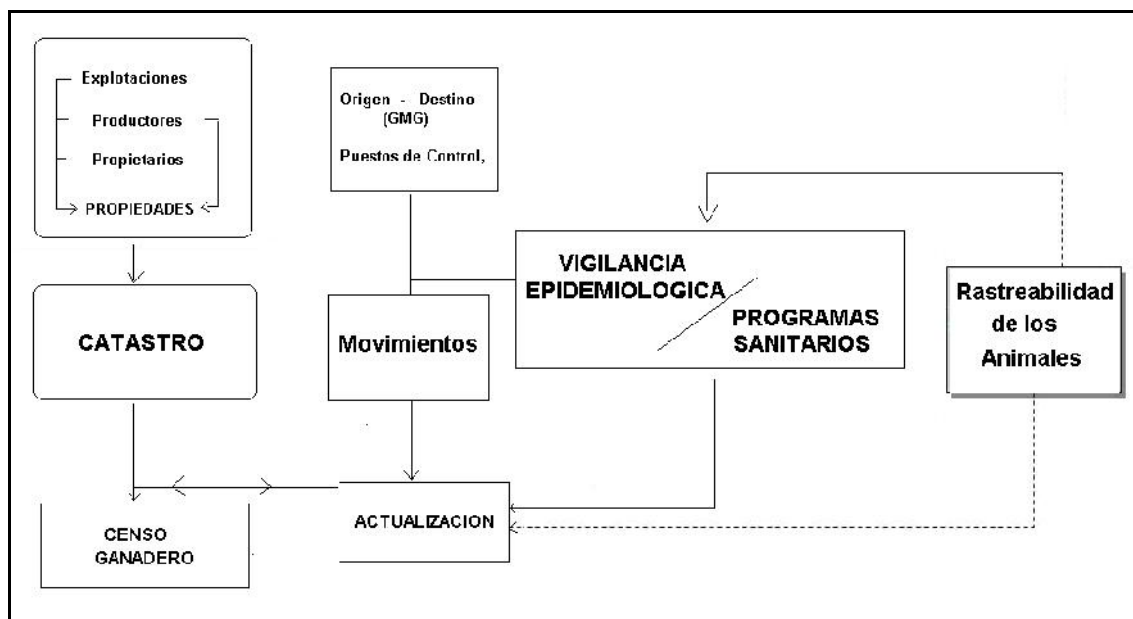 Explotaciones
Productores
Propietarios
PROPIEDADES
CATASTRO
CENSO
GANADERO
Origen - Destino
(GMG)
Puestos de Control,
Movimientos
ACTUALIZACION
VIGILANCIA
EPIDEMIOLOGICA
PROGRAMAS
SANITARIOS
Rastreabilidad
de los
Animales